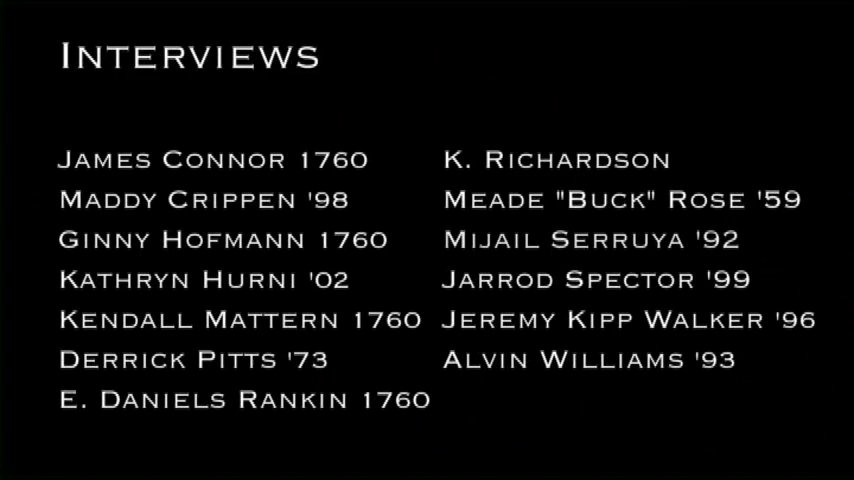 INTERVIEWS
JAMES CONNOR 1760
MADDY CRIPPEN '98
GINNY HOFMANN 1760
KATHRYN HURNI '02
KENDALL MATTERN 1760
DERRICK PITTS '73
E. DANIELS RANKIN 1760
K. RICHARDSON
MEADE "BUCK" ROSE '59
MIJAIL SERRUYA '92
JARROD SPECTOR '99
JEREMY KIPP WALKER '96
ALVIN WILLIAMS '93